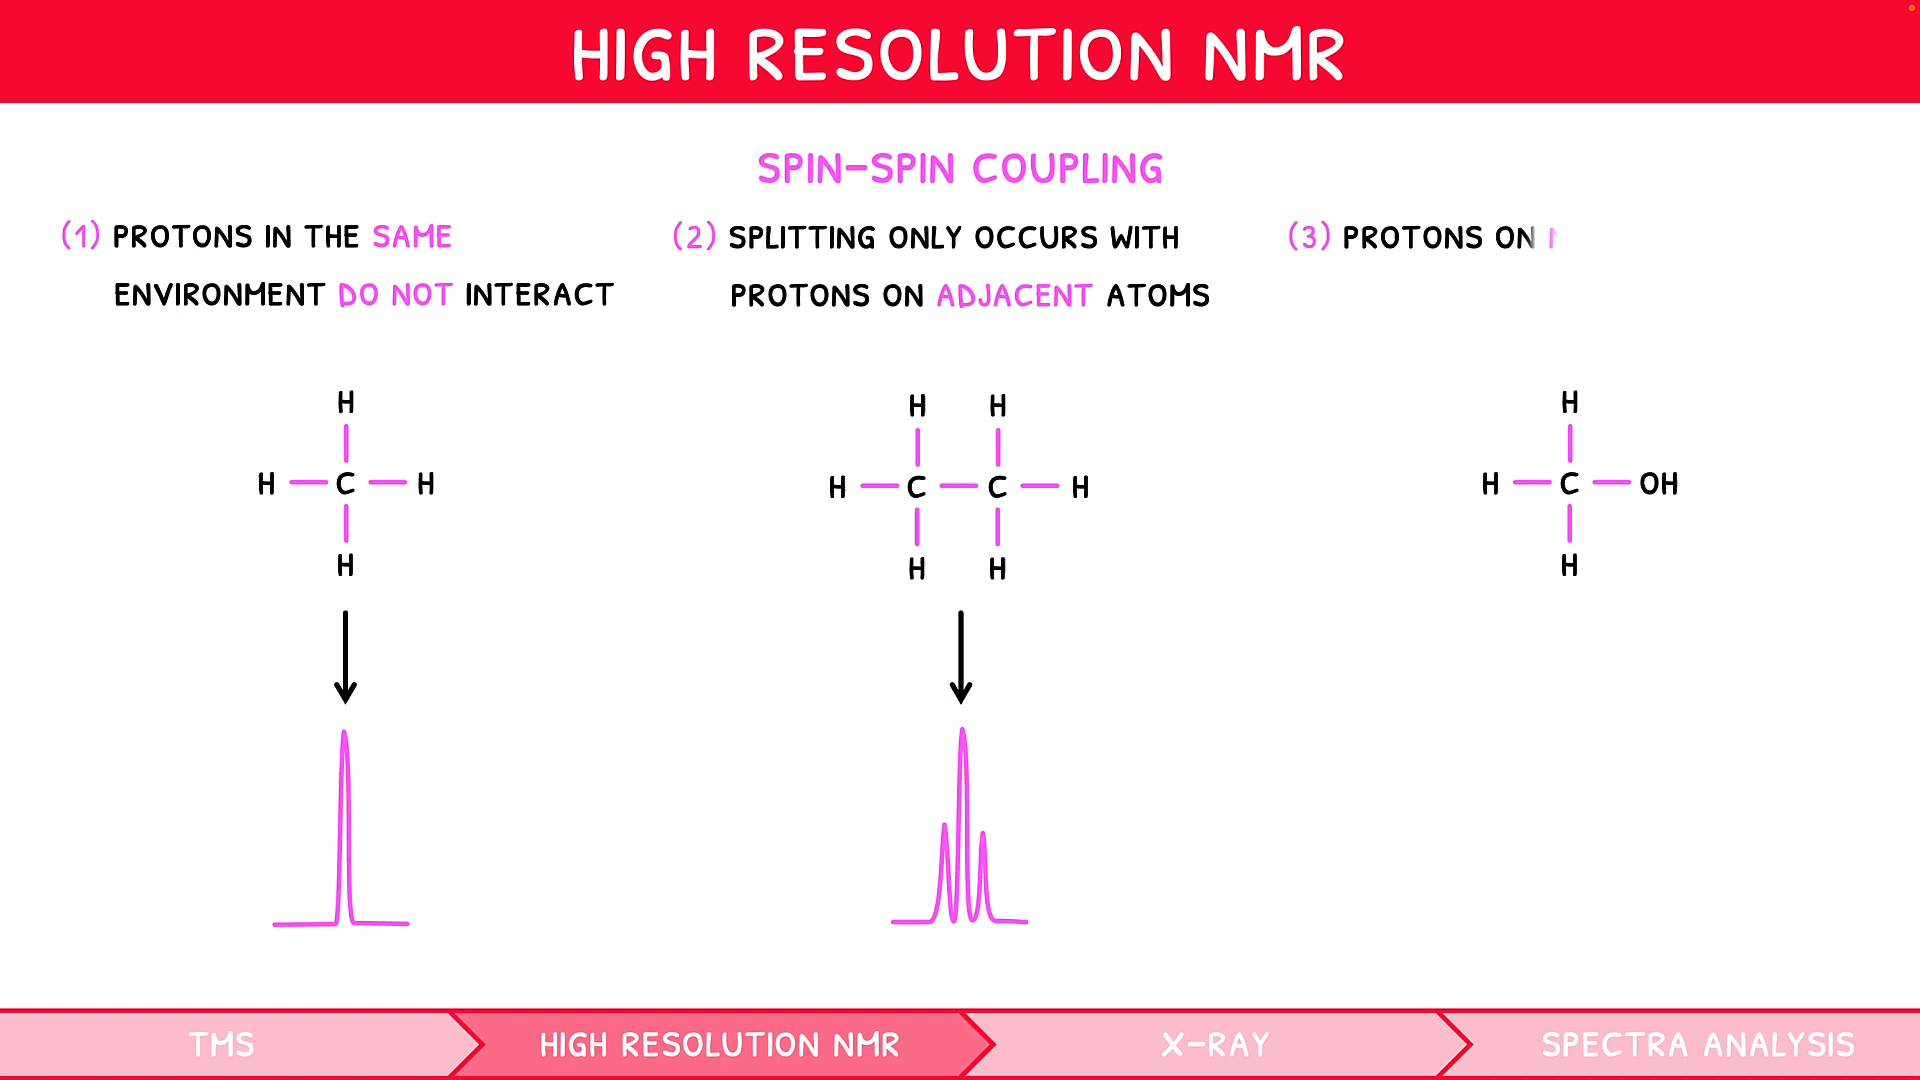 HIGH RESOLUTION NMR
SPIN-SPIN COUPLING
(1) PROTONS IN THE SAME
ENVIRONMENT DO NOT INTERACT
(2) SPLITTING ONLY OCCURS WITH
PROTONS ON ADJACENT ATOMS
(3) PROTONS ON
H
H C H
H
H H
H C C H
H H
H
H C OH
H
TMS
HIGH RESOLUTION NMR
X-RAY
SPECTRA ANALYSIS